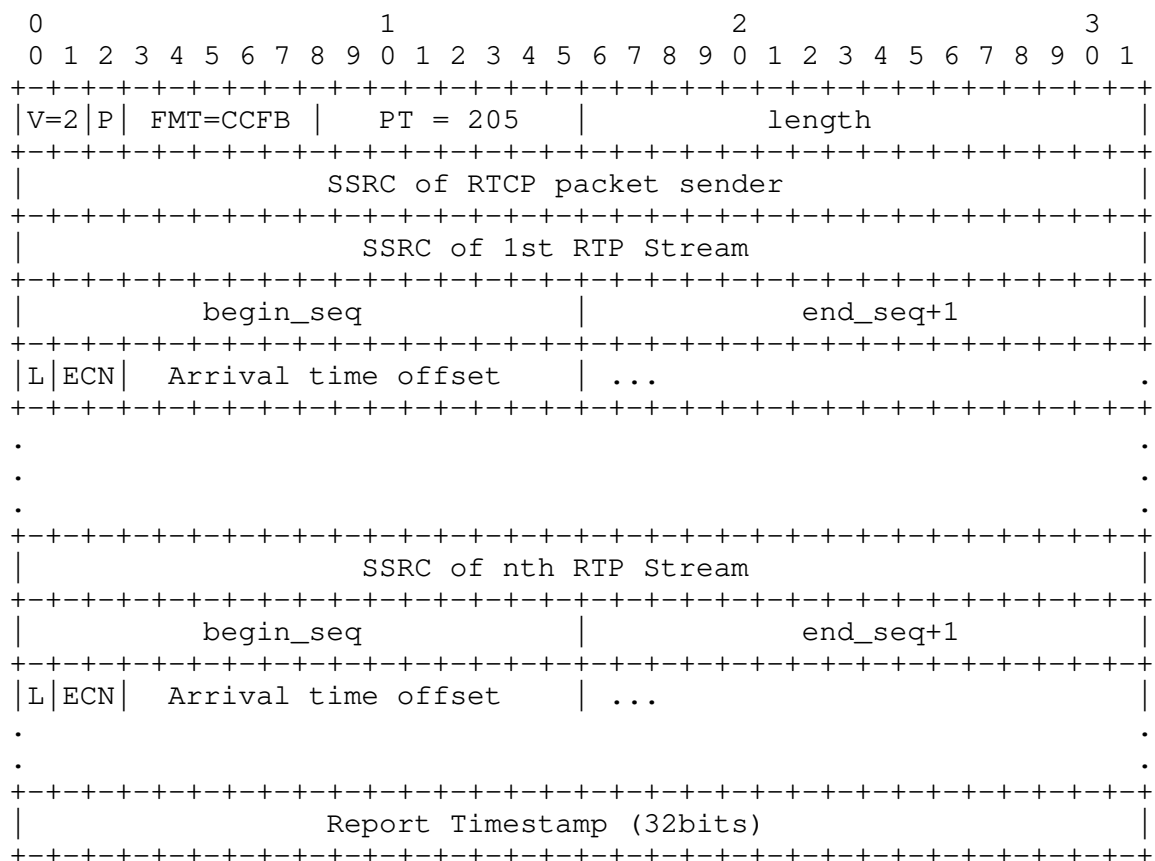 0                   1                   2                   3
 0 1 2 3 4 5 6 7 8 9 0 1 2 3 4 5 6 7 8 9 0 1 2 3 4 5 6 7 8 9 0 1
+-+-+-+-+-+-+-+-+-+-+-+-+-+-+-+-+-+-+-+-+-+-+-+-+-+-+-+-+-+-+-+-+
|V=2|P| FMT=CCFB |   PT = 205    |          length               |
+-+-+-+-+-+-+-+-+-+-+-+-+-+-+-+-+-+-+-+-+-+-+-+-+-+-+-+-+-+-+-+-+
|                 SSRC of RTCP packet sender                    |
+-+-+-+-+-+-+-+-+-+-+-+-+-+-+-+-+-+-+-+-+-+-+-+-+-+-+-+-+-+-+-+-+
|                   SSRC of 1st RTP Stream                      |
+-+-+-+-+-+-+-+-+-+-+-+-+-+-+-+-+-+-+-+-+-+-+-+-+-+-+-+-+-+-+-+-+
|          begin_seq            |            end_seq+1          |
+-+-+-+-+-+-+-+-+-+-+-+-+-+-+-+-+-+-+-+-+-+-+-+-+-+-+-+-+-+-+-+-+
|L|ECN|  Arrival time offset    | ...                           .
+-+-+-+-+-+-+-+-+-+-+-+-+-+-+-+-+-+-+-+-+-+-+-+-+-+-+-+-+-+-+-+-+
.                                                               .
.                                                               .
.                                                               .
+-+-+-+-+-+-+-+-+-+-+-+-+-+-+-+-+-+-+-+-+-+-+-+-+-+-+-+-+-+-+-+-+
|                   SSRC of nth RTP Stream                      |
+-+-+-+-+-+-+-+-+-+-+-+-+-+-+-+-+-+-+-+-+-+-+-+-+-+-+-+-+-+-+-+-+
|          begin_seq            |            end_seq+1          |
+-+-+-+-+-+-+-+-+-+-+-+-+-+-+-+-+-+-+-+-+-+-+-+-+-+-+-+-+-+-+-+-+
|L|ECN|  Arrival time offset    | ...                           |
.                                                               .
.                                                               .
+-+-+-+-+-+-+-+-+-+-+-+-+-+-+-+-+-+-+-+-+-+-+-+-+-+-+-+-+-+-+-+-+
|                 Report Timestamp (32bits)                     |
+-+-+-+-+-+-+-+-+-+-+-+-+-+-+-+-+-+-+-+-+-+-+-+-+-+-+-+-+-+-+-+-+